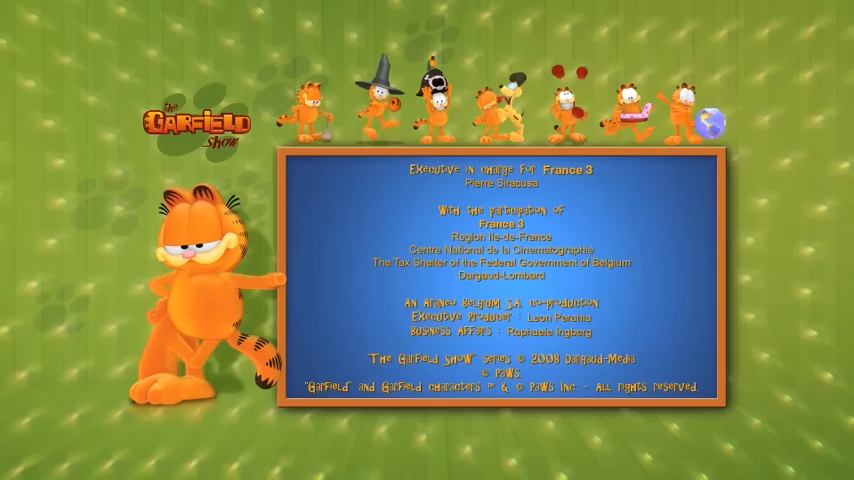 the
GARFiELD
show
Executive in charge for France 3
Pierre Siracusa
With the participation of
France 3
Region Ile-de-France
Centre National de la Cinematographie
The Tax Shelter of the Federal Government of Belgium
Dargaud-Lombard
An Araneo Belgium S.A. co-production
Executive Producer : Leon Perahia
Business Affairs : Raphaele Ingberg
"The Garfield Show" Series © 2008 Dargaud-Media
© Paws
"Garfield" and Garfield characters ™ & © Paws Inc. - All rights reserved.